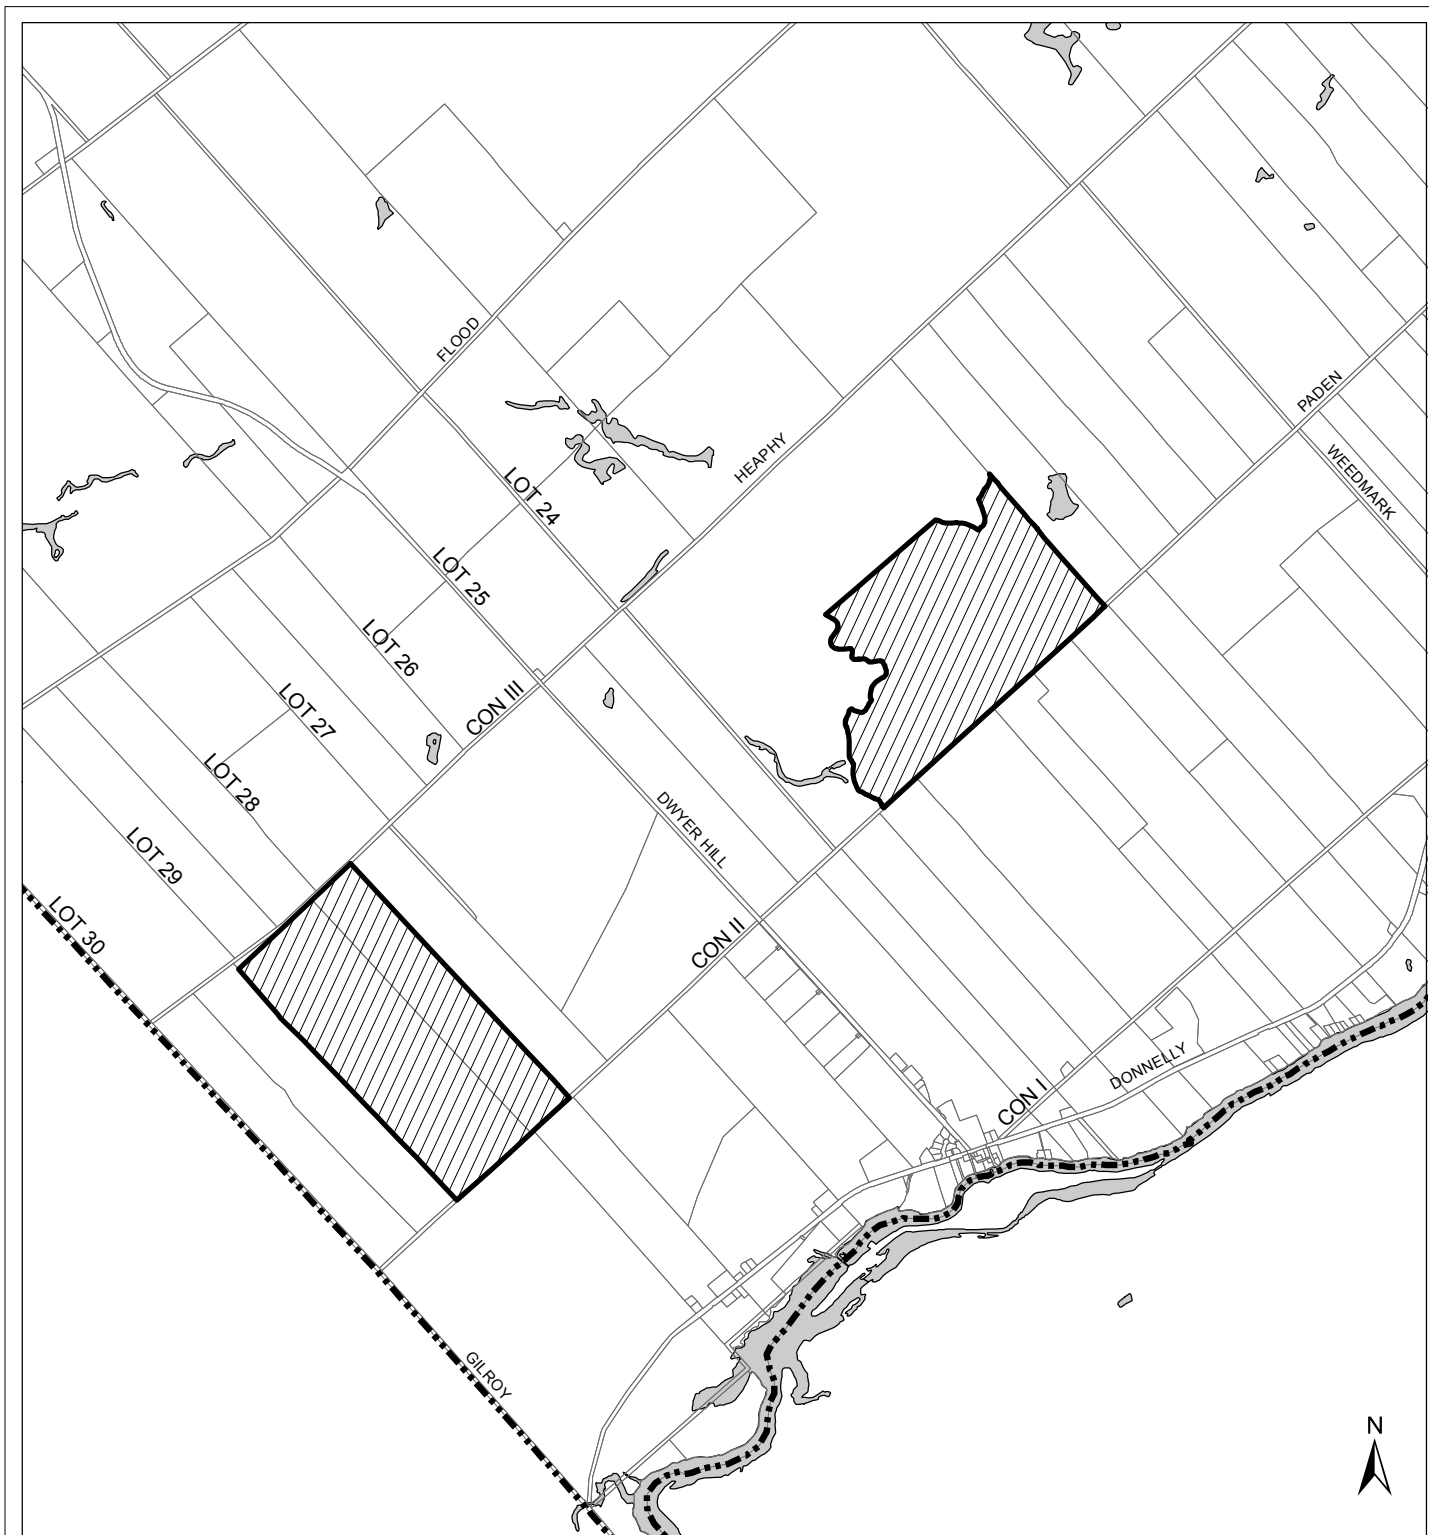 FLOOD
PADEN
HEAPHY
WEEDMARK
LOT 24
LOT 25
LOT 26
CON III
LOT 27
LOT 28
DWYER HILL
LOT 29
LOT 30
CON II
DONNELLY
CON I
GILROY
N